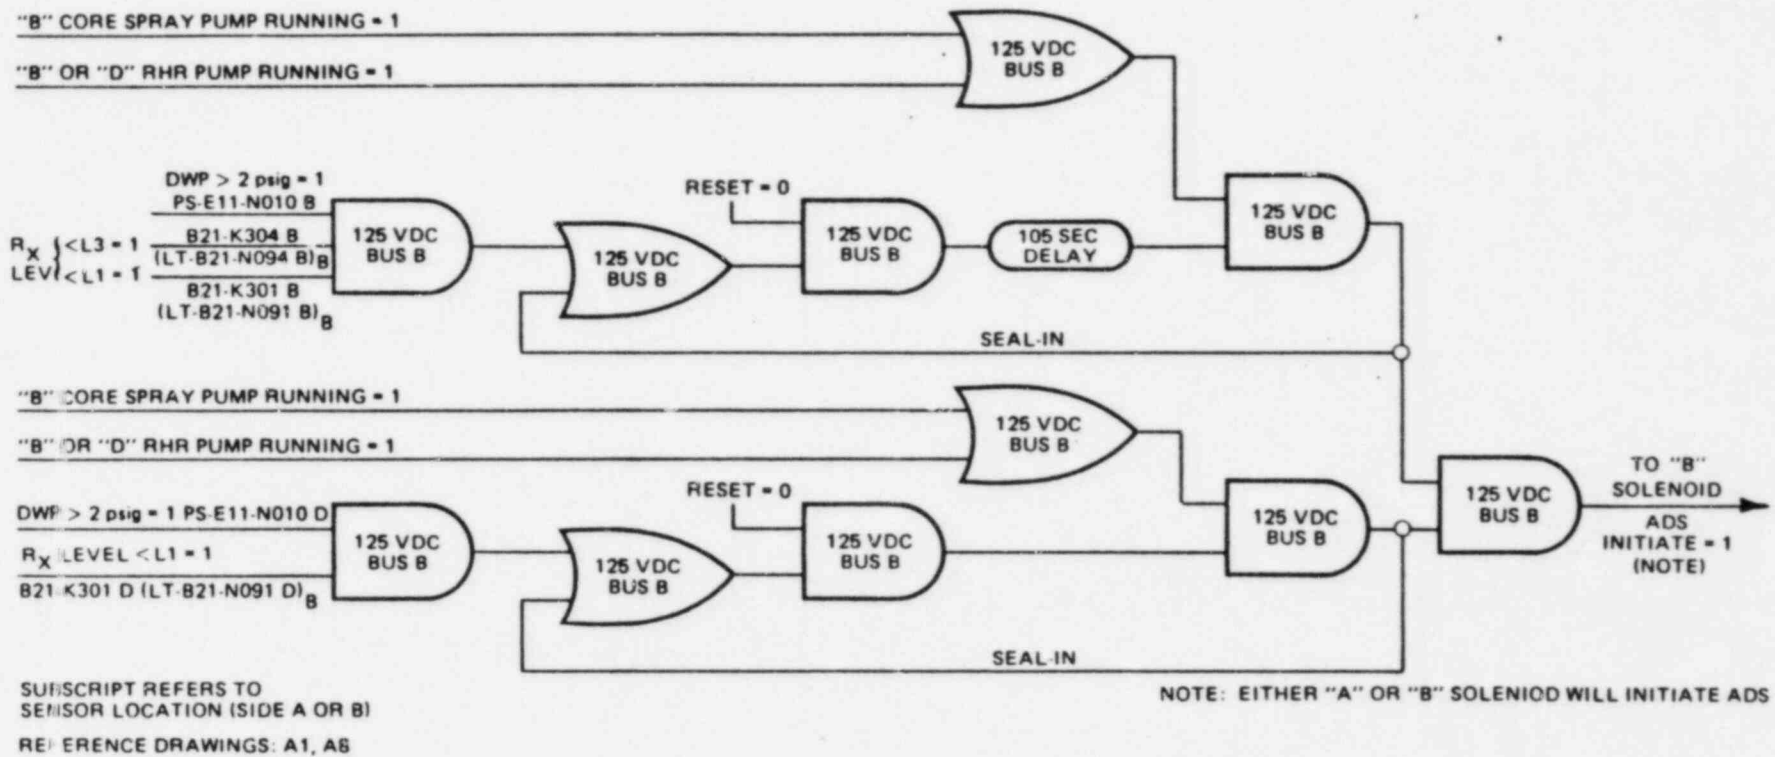 "B" CORE SPRAY PUMP RUNNING = 1
"B" OR "D" RHR PUMP RUNNING = 1
125 VDC
BUS B
DWP > 2 psig = 1
PS-E11-N010 B
RX
LEV
<L3 = 1
B21-K304 B
(LT-B21-N094 B)B
<L1 = 1
B21-K301 B
(LT-B21-N091 B)B
125 VDC
BUS B
125 VDC
BUS B
RESET = 0
125 VDC
BUS B
105 SEC
DELAY
125 VDC
BUS B
SEAL-IN
"B" CORE SPRAY PUMP RUNNING = 1
"B" OR "D" RHR PUMP RUNNING = 1
125 VDC
BUS B
DWP > 2 psig = 1 PS-E11-N010 D
RX LEVEL <L1 = 1
B21-K301 D (LT-B21-N091 D)B
125 VDC
BUS B
125 VDC
BUS B
RESET = 0
125 VDC
BUS B
125 VDC
BUS B
125 VDC
BUS B
TO "B"
SOLENOID
ADS
INITIATE = 1
(NOTE)
SEAL-IN
SUBSCRIPT REFERS TO
SENSOR LOCATION (SIDE A OR B)
NOTE: EITHER "A" OR "B" SOLENIOD WILL INITIATE ADS
REFERENCE DRAWINGS: A1,